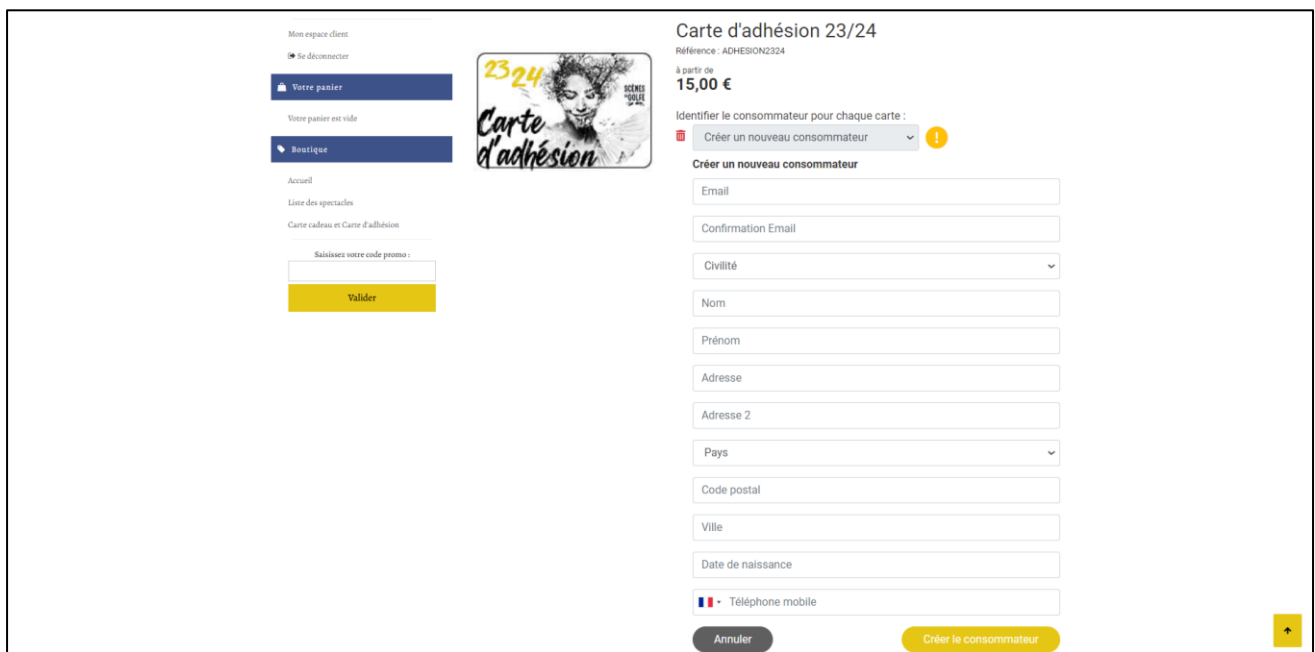 Mon espace client
Se déconnecter
Votre panier
Votre panier est vide
Boutique
Accueil
Liste des spectacles
Carte cadeau et Carte d'adhésion
Saisissez votre code promo :
Valider
23 24
SCÈNES
DU GOLFE
Carte
d'adhésion
Carte d'adhésion 23/24
Référence : ADHESION2324
à partir de
15,00 €
Identifier le consommateur pour chaque carte :
Créer un nouveau consommateur
Créer un nouveau consommateur
Email
Confirmation Email
Civilité
Nom
Prénom
Adresse
Adresse 2
Pays
Code postal
Ville
Date de naissance
Téléphone mobile
Annuler
Créer le consommateur